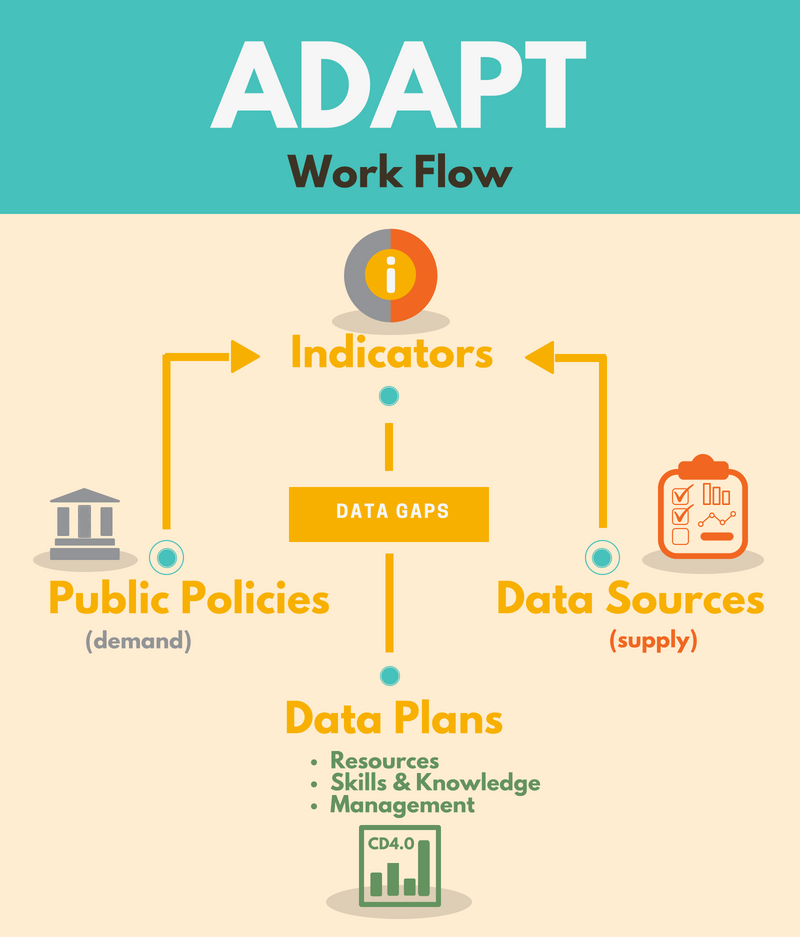 ADAPT
Work Flow
i
Indicators
DATA GAPS
Public Policies
(demand)
Data Sources
(supply)
Data Plans
• Resources
• Skills & Knowledge
• Management
CD4.0